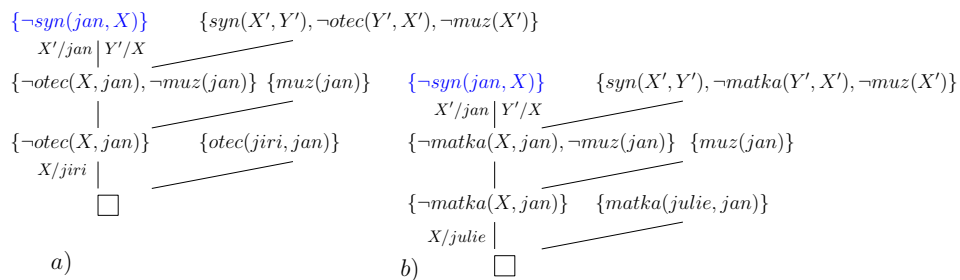 {¬syn(jan, X)} {syn(X′, Y′), ¬otec(Y′, X′), ¬muz(X′)}
X′/jan Y′/X
{¬otec(X, jan), ¬muz(jan)} {muz(jan)}
{¬otec(X, jan)} {otec(jiri, jan)}
X/jiri
a)
{¬syn(jan, X)} {syn(X′, Y′), ¬matka(Y′, X′), ¬muz(X′)}
X′/jan Y′/X
{¬matka(X, jan), ¬muz(jan)} {muz(jan)}
{¬matka(X, jan)} {matka(julie, jan)}
X/julie
b)